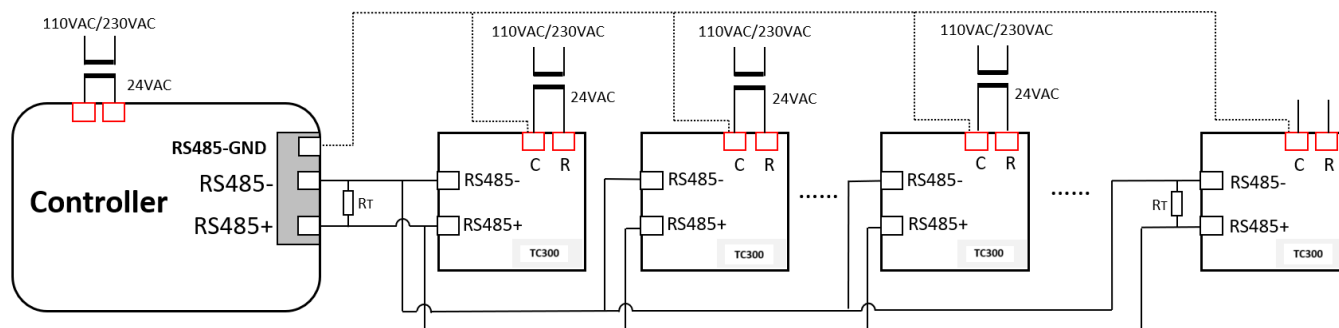 110VAC/230VAC
24VAC
110VAC/230VAC
24VAC
110VAC/230VAC
24VAC
110VAC/230VAC
24VAC
Controller
RS485-GND
RS485-
RS485+
RT
C R
RS485-
RS485+
TC300
C R
RS485-
RS485+
TC300
......
C R
RS485-
RS485+
TC300
......
RT
C R
RS485-
RS485+
TC300